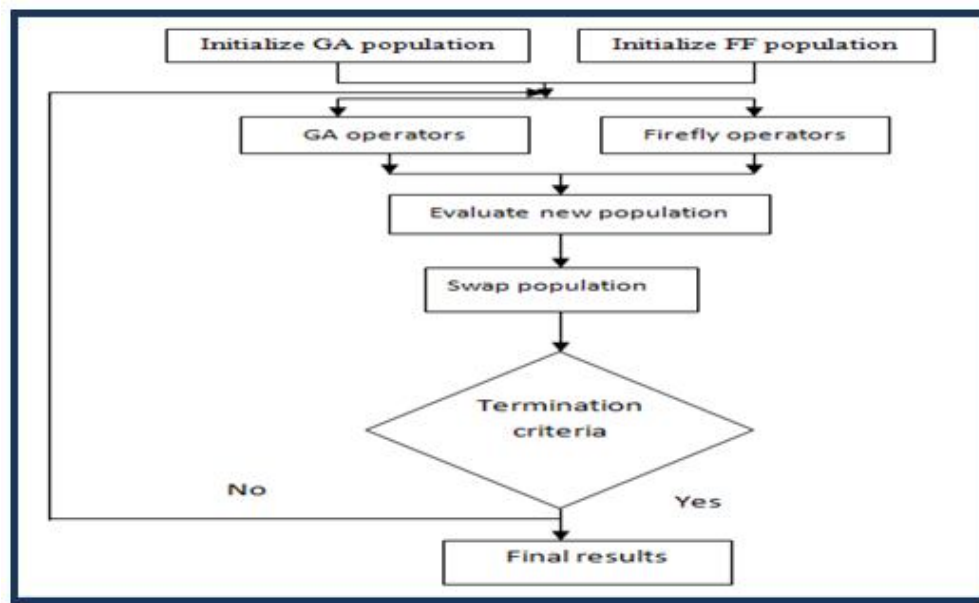 Initialize GA population
Initialize FF population
GA operators
Firefly operators
Evaluate new population
Swap population
Termination
criteria
No
Yes
Final results